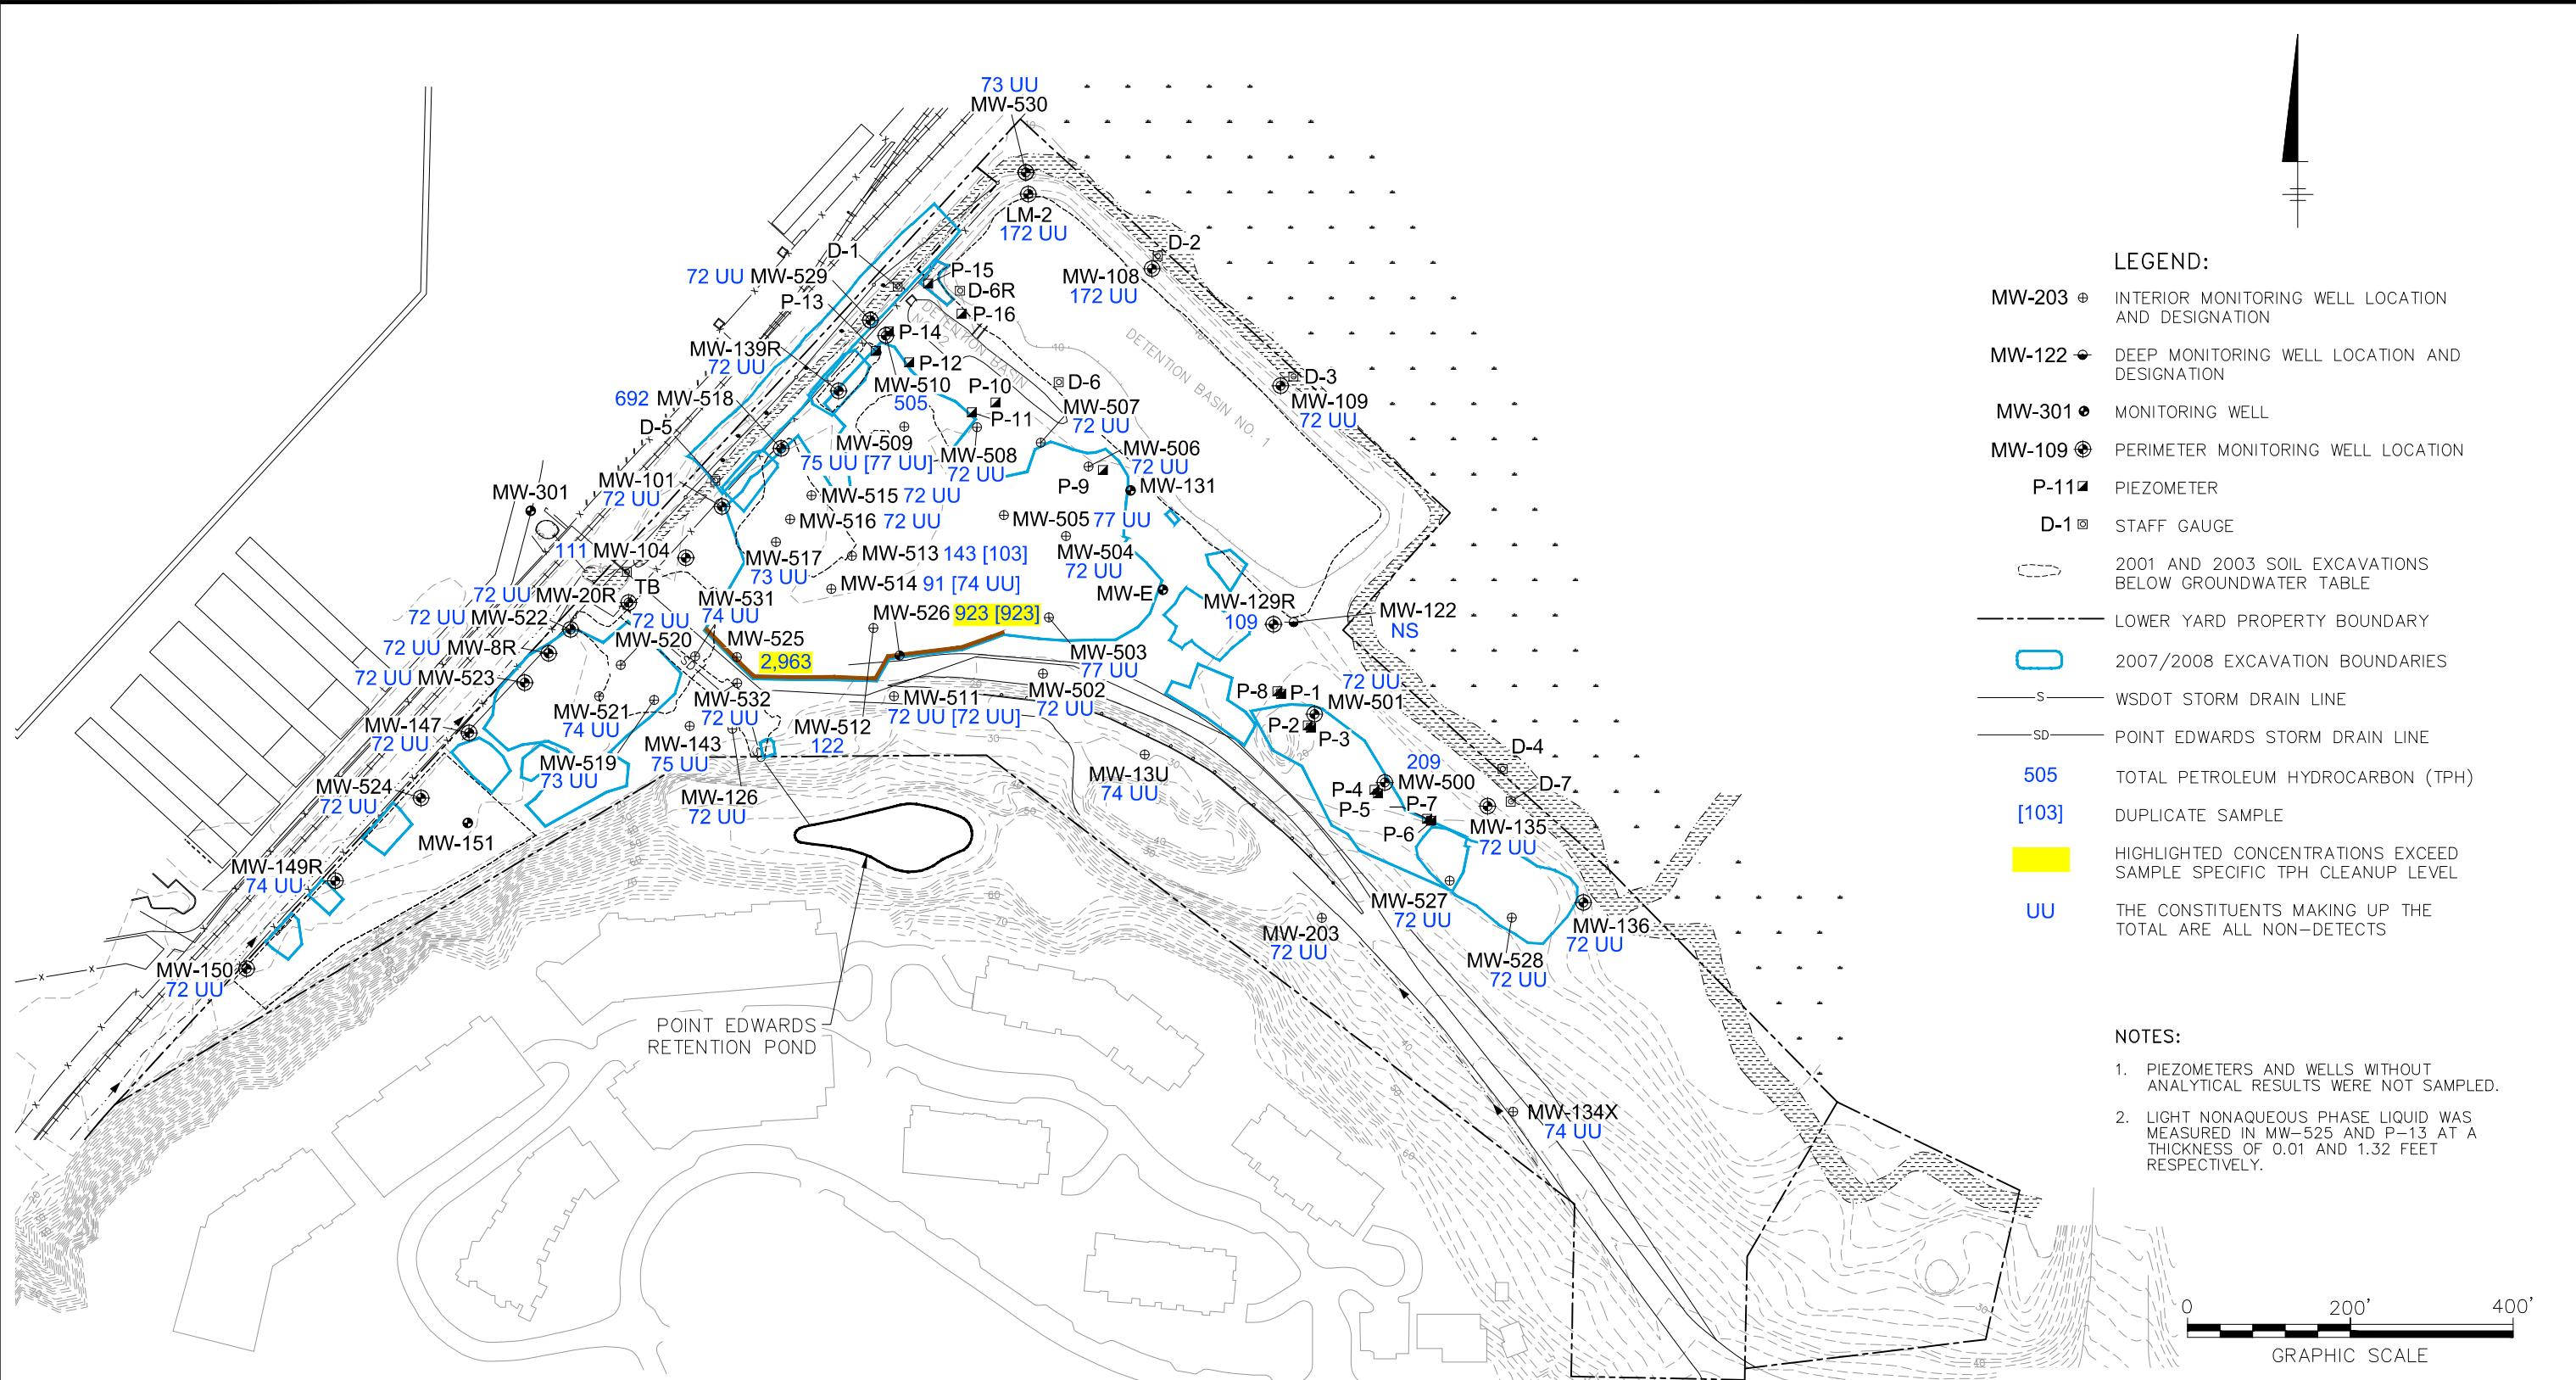 73 UU
MW-530
LM-2
172 UU
D-2
MW-108
172 UU
D-1
72 UU MW-529
P-13
P-15
D-6R
P-16
P-14
P-12
DETENTION BASIN
DETENTION BASIN NO. 1
MW-139R
72 UU
MW-510
505
P-10
P-11
D-6
D-3
MW-109
72 UU
692 MW-518
D-5
MW-507
72 UU
MW-509
75 UU [77 UU]
MW-508
72 UU
MW-506
72 UU
P-9
MW-131
MW-101
72 UU
MW-301
MW-515 72 UU
MW-516 72 UU
MW-505 77 UU
MW-517
73 UU
MW-513 143 [103]
MW-504
72 UU
111 MW-104
TB
MW-514 91 [74 UU]
MW-E
72 UU
MW-20R
MW-531
74 UU
MW-526 923 [923]
MW-129R
109
MW-122
NS
72 UU
MW-522
72 UU
MW-520
MW-525
2,963
MW-503
77 UU
72 UU MW-8R
72 UU MW-523
SD
MW-532
72 UU
MW-511
72 UU [72 UU]
MW-502
72 UU
P-8
P-1
72 UU
MW-501
MW-521
74 UU
MW-512
122
P-2
P-3
MW-147
72 UU
MW-143
75 UU
MW-519
73 UU
MW-13U
74 UU
209
MW-500
D-4
D-7
MW-524
72 UU
MW-126
72 UU
P-4
P-5
P-7
P-6
MW-135
72 UU
MW-151
MW-149R
74 UU
MW-527
72 UU
MW-136
72 UU
MW-203
72 UU
MW-528
72 UU
MW-150
72 UU
POINT EDWARDS
RETENTION POND
MW-134X
74 UU
LEGEND:
MW-203 INTERIOR MONITORING WELL LOCATION
AND DESIGNATION
MW-122 DEEP MONITORING WELL LOCATION AND
DESIGNATION
MW-301 MONITORING WELL
MW-109 PERIMETER MONITORING WELL LOCATION
P-11 PIEZOMETER
D-1 STAFF GAUGE
2001 AND 2003 SOIL EXCAVATIONS
BELOW GROUNDWATER TABLE
LOWER YARD PROPERTY BOUNDARY
2007/2008 EXCAVATION BOUNDARIES
S WSDOT STORM DRAIN LINE
SD POINT EDWARDS STORM DRAIN LINE
505 TOTAL PETROLEUM HYDROCARBON (TPH)
[103] DUPLICATE SAMPLE
HIGHLIGHTED CONCENTRATIONS EXCEED
SAMPLE SPECIFIC TPH CLEANUP LEVEL
UU THE CONSTITUENTS MAKING UP THE
TOTAL ARE ALL NON-DETECTS
NOTES:
1. PIEZOMETERS AND WELLS WITHOUT
ANALYTICAL RESULTS WERE NOT SAMPLED.
2. LIGHT NONAQUEOUS PHASE LIQUID WAS
MEASURED IN MW-525 AND P-13 AT A
THICKNESS OF 0.01 AND 1.32 FEET
RESPECTIVELY.
0 200' 400'
GRAPHIC SCALE